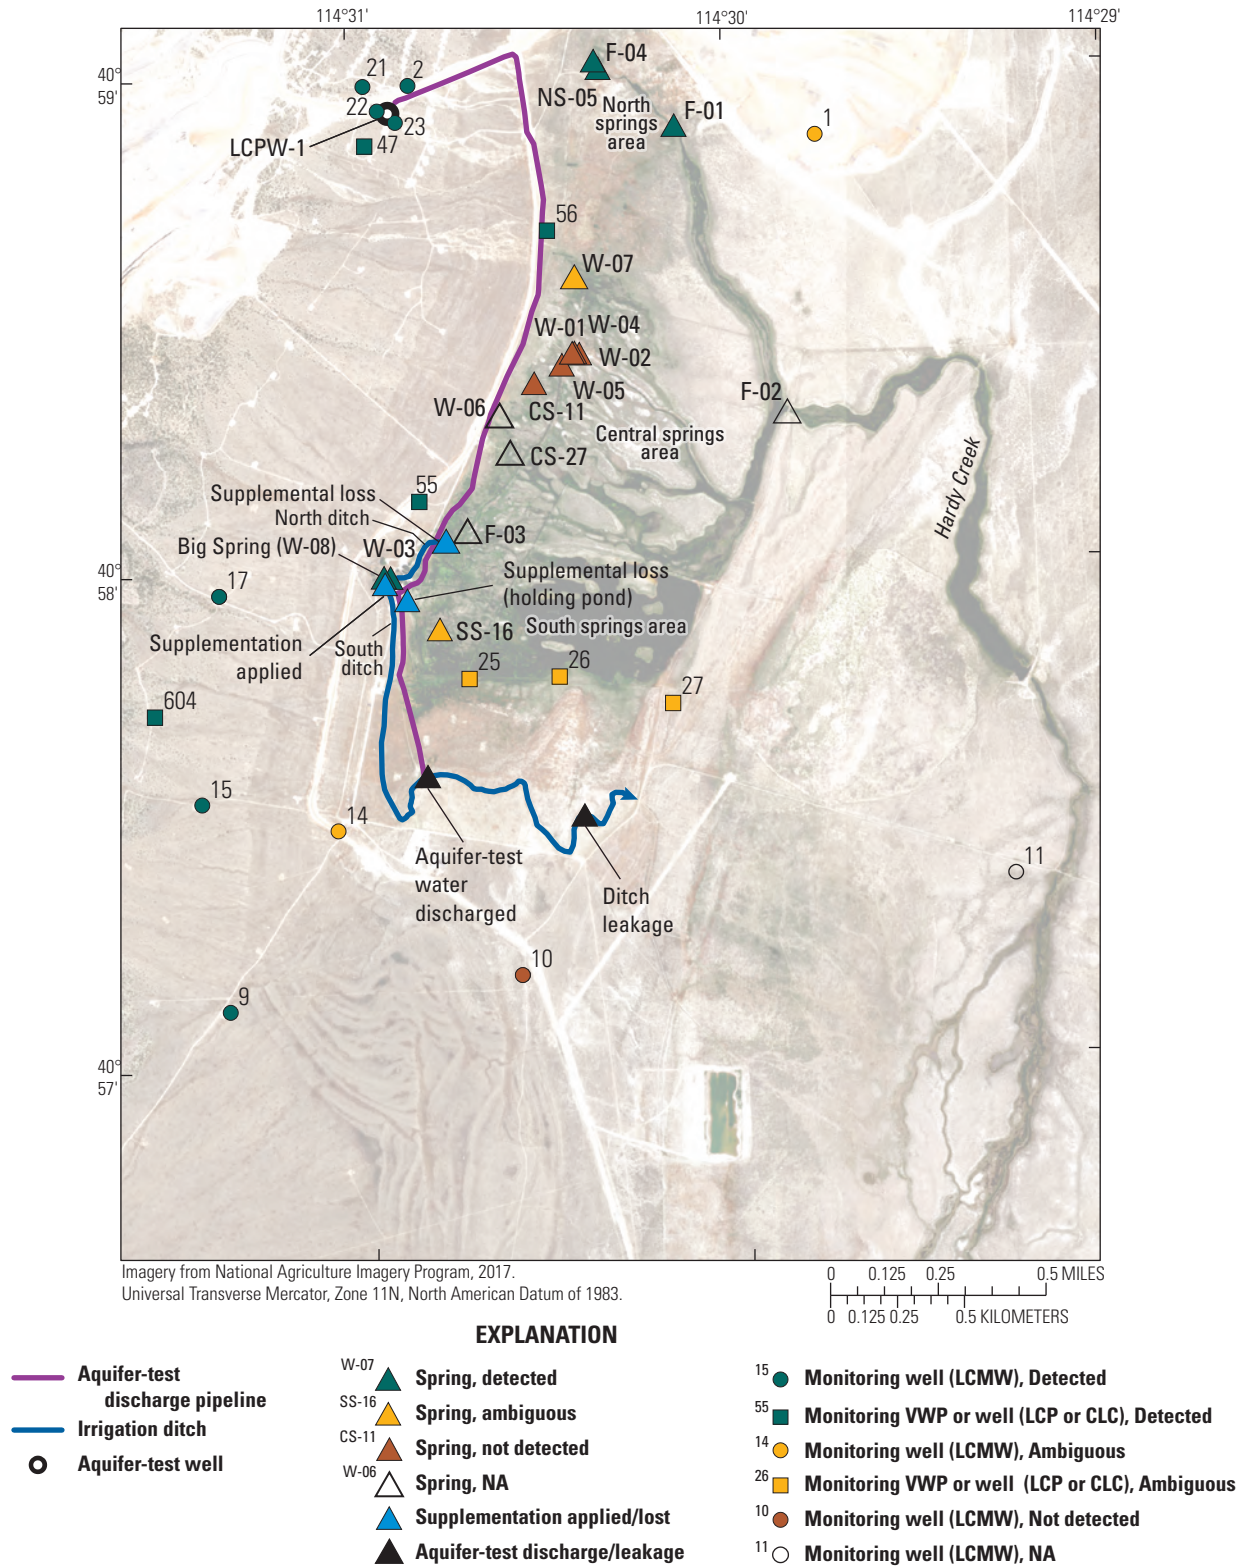 114°31'
114°30'
114°29'
40°
59'
21
2
22
23
LCPW-1
47
F-04
NS-05
North
springs
area
F-01
1
56
W-07
W-01
W-04
W-02
W-05
CS-11
W-06
CS-27
Central springs
area
F-02
Hardy Creek
55
Supplemental loss
North ditch
Big Spring (W-08)
W-03
F-03
40°
58'
17
Supplemental loss
(holding pond)
South springs area
Supplementation
applied
South
ditch
SS-16
25
26
27
604
15
14
11
Aquifer-test
water
discharged
Ditch
leakage
10
9
40°
57'
Imagery from National Agriculture Imagery Program, 2017.
Universal Transverse Mercator, Zone 11N, North American Datum of 1983.
0 0.125 0.25 0.5 MILES
0 0.125 0.25 0.5 KILOMETERS
EXPLANATION
Aquifer-test
discharge pipeline
Irrigation ditch
Aquifer-test well
W-07 Spring, detected
SS-16 Spring, ambiguous
CS-11 Spring, not detected
W-06 Spring, NA
Supplementation applied/lost
Aquifer-test discharge/leakage
15 Monitoring well (LCMW), Detected
55 Monitoring VWP or well (LCP or CLC), Detected
14 Monitoring well (LCMW), Ambiguous
26 Monitoring VWP or well (LCP or CLC), Ambiguous
10 Monitoring well (LCMW), Not detected
11 Monitoring well (LCMW), NA